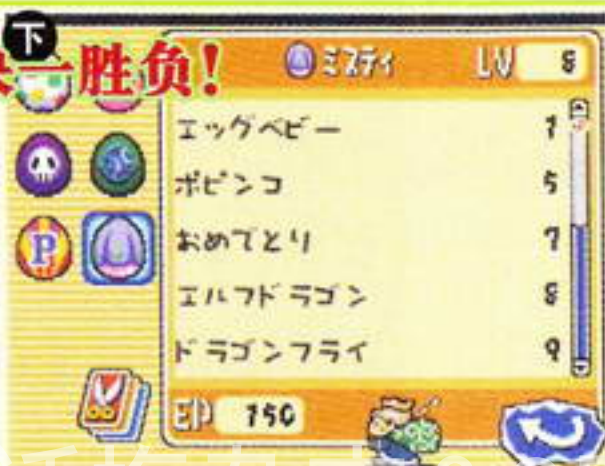 下
决一胜负!
ミスティ LV 8
エッグベビー 1
ポピンコ 5
おめでとり 7
エルフドラゴン 8
ドラゴンフライ 9
P
EP 150